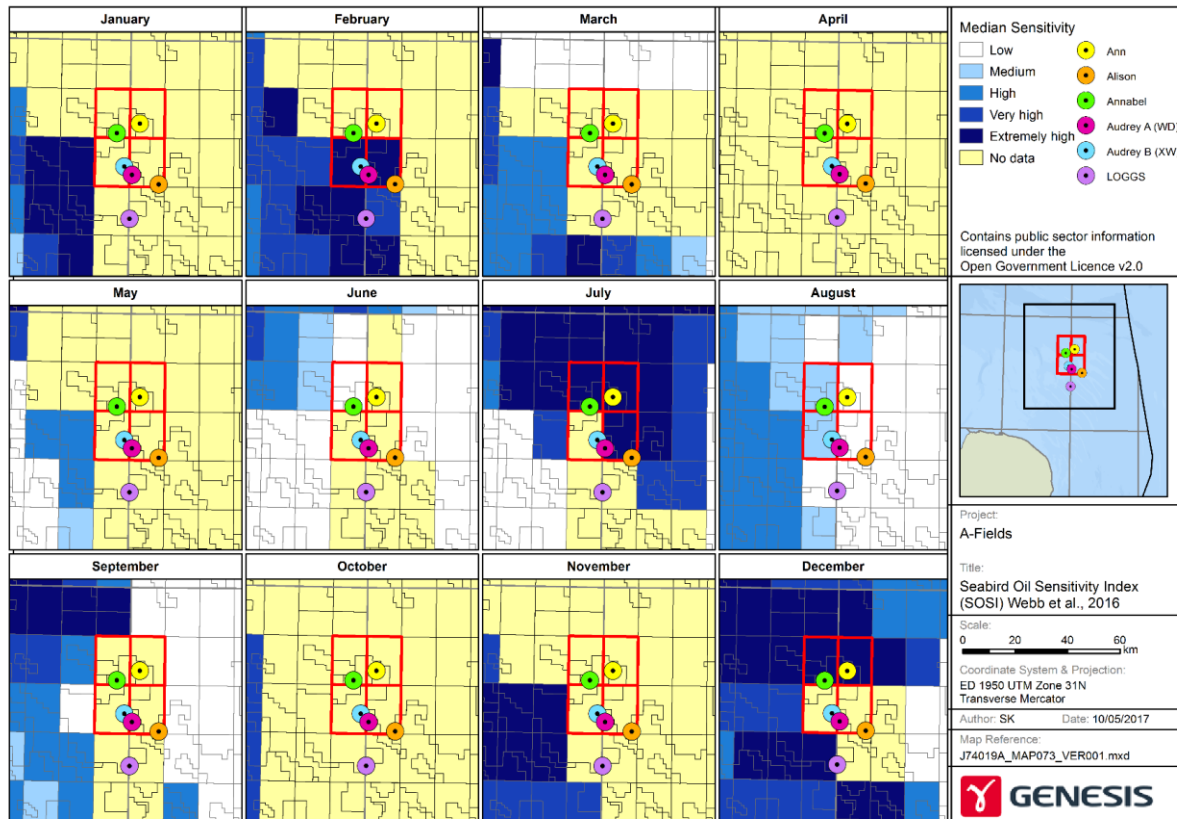 January
February
March
April
May
June
July
August
September
October
November
December
Median Sensitivity
Low
Medium
High
Very high
Extremely high
No data
Ann
Alison
Annabel
Audrey A (WD)
Audrey B (XW
LOGGS
Contains public sector information
licensed under the
Open Government Licence v2.0
Project:
A-Fields
Title:
Seabird Oil Sensitivity Index
(SOSI) Webb et al., 2016
Scale:
0 20 40 60
km
Coordinate System & Projection:
ED 1950 UTM Zone 31N
Transverse Mercator
Author: SK Date: 10/05/2017
Map Reference:
J74019A_MAP073_VER001.mxd
GENESIS